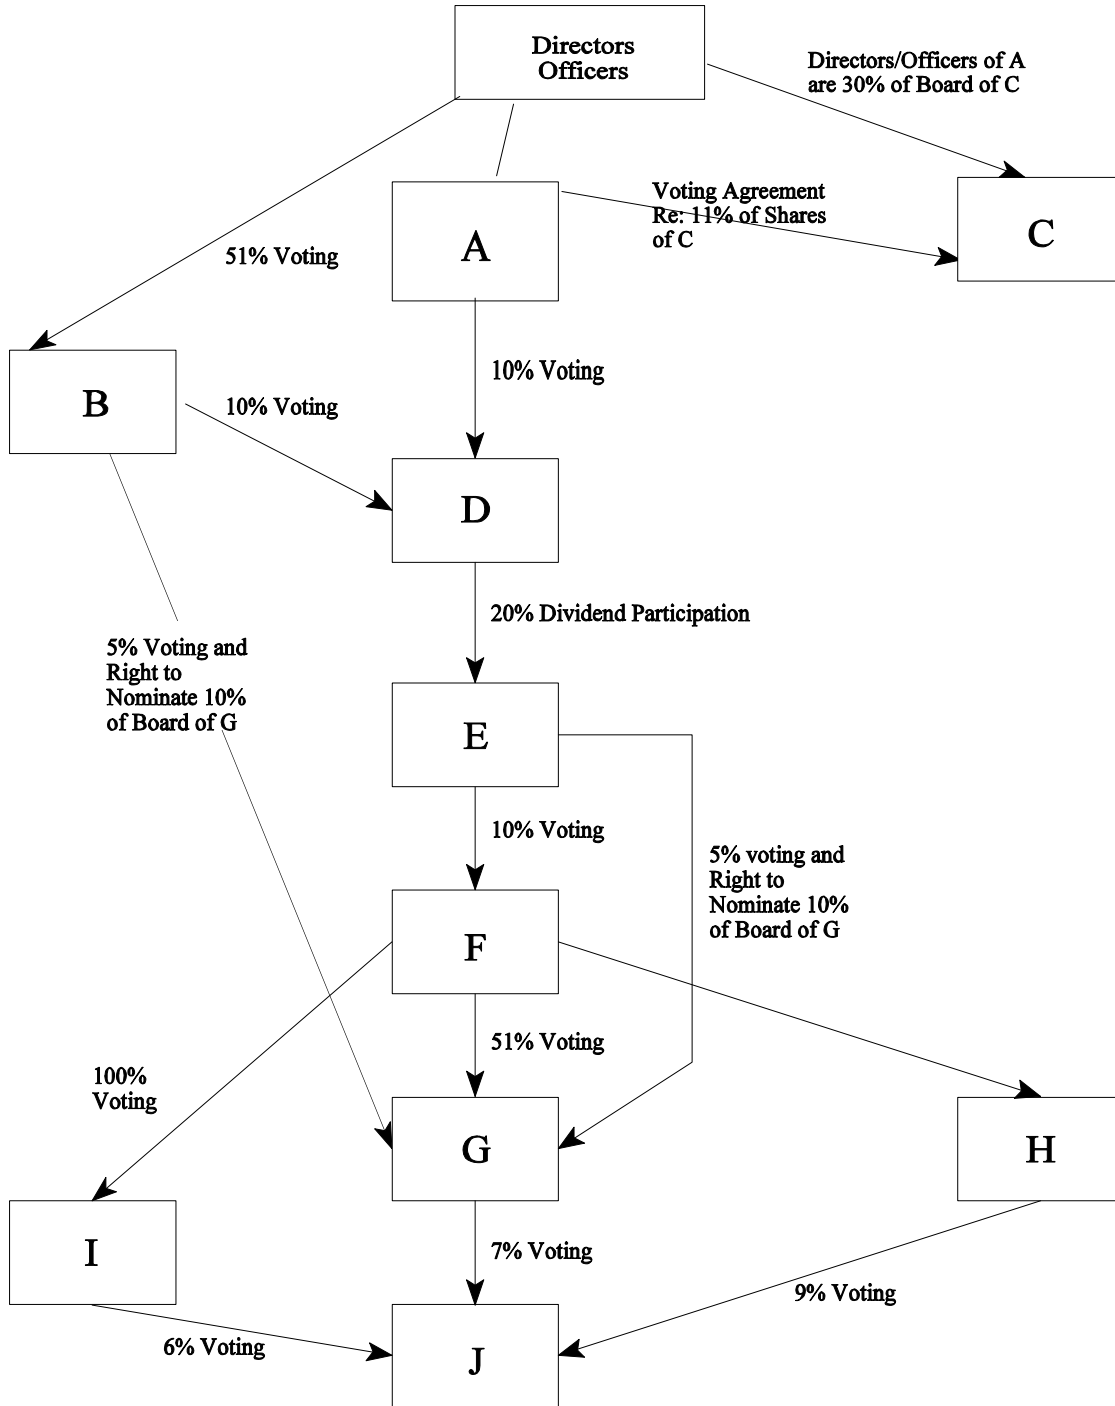 Directors
Officers
Directors/Officers of A
are 30% of Board of C
Voting Agreement
Re: 11% of Shares
of C
A
C
51% Voting
10% Voting
B
10% Voting
D
20% Dividend Participation
5% Voting and
Right to
Nominate 10%
of Board of G
E
10% Voting
5% voting and
Right to
Nominate 10%
of Board of G
F
51% Voting
100%
Voting
G
H
I
7% Voting
9% Voting
6% Voting
J